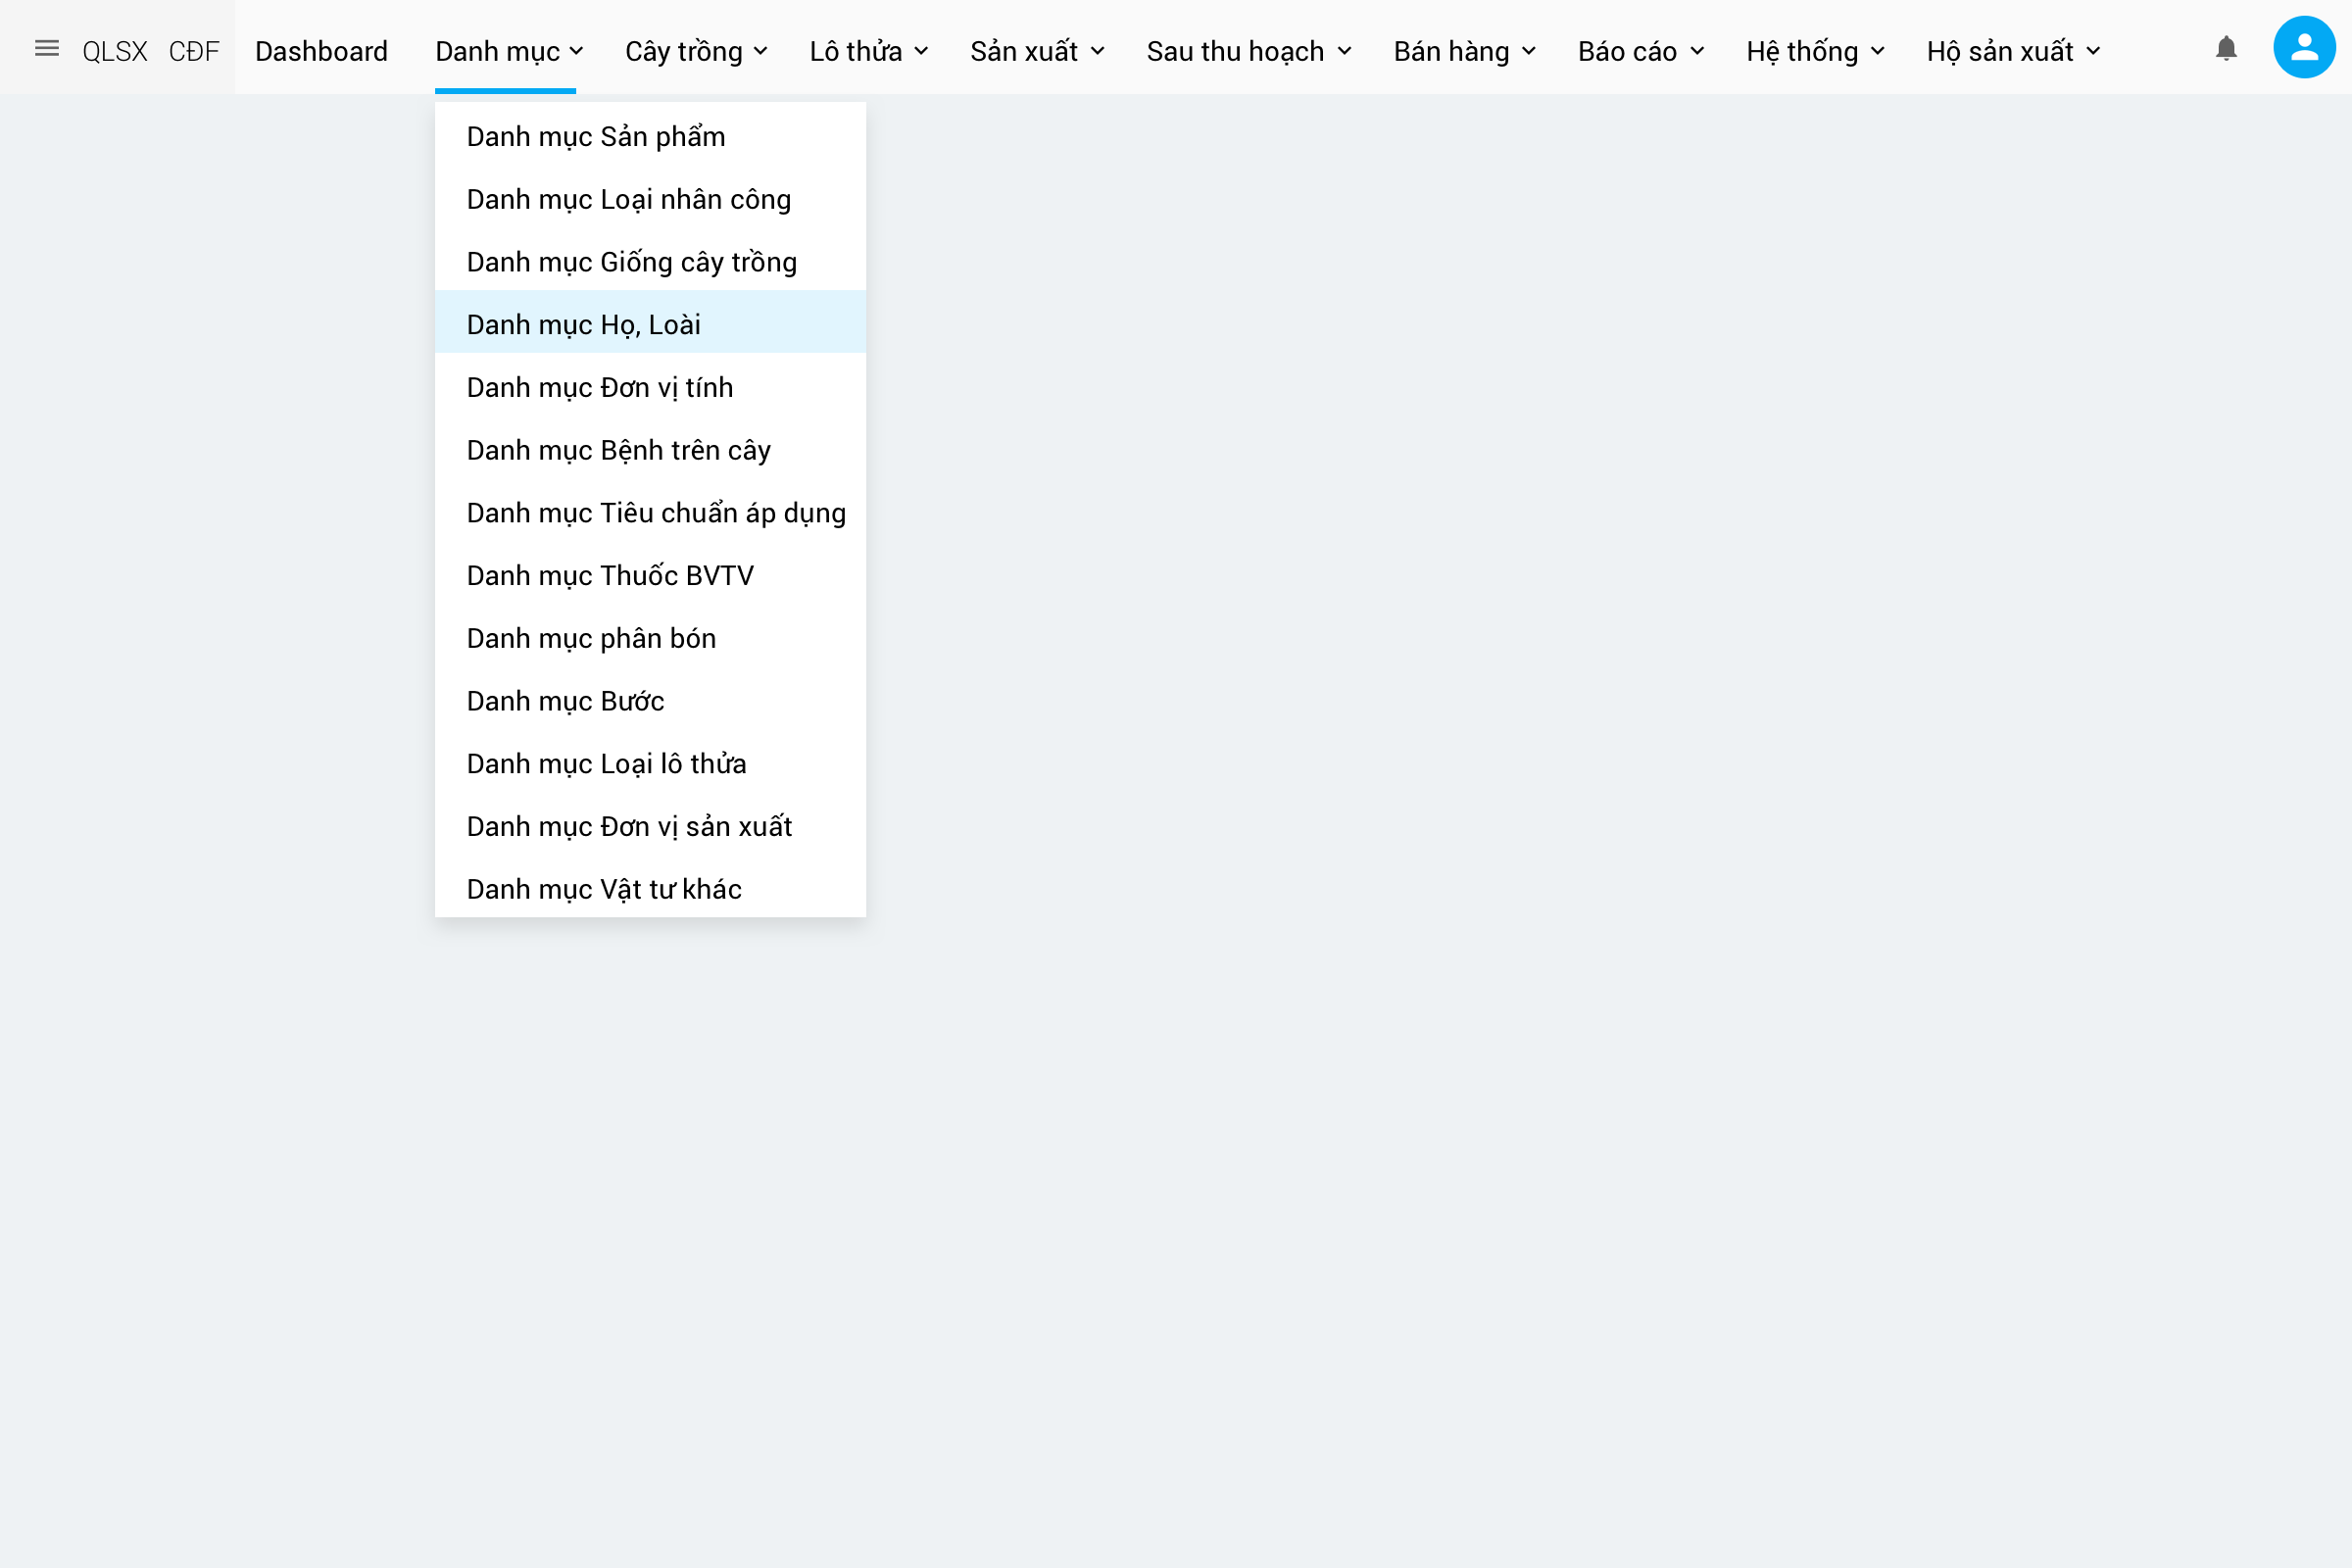 QLSX CĐF Dashboard Danh mục Cây trồng Lô thửa Sản xuất Sau thu hoạch Bán hàng Báo cáo Hệ thống Hộ sản xuất
Danh mục Sản phẩm
Danh mục Loại nhân công
Danh mục Giống cây trồng
Danh mục Họ, Loài
Danh mục Đơn vị tính
Danh mục Bệnh trên cây
Danh mục Tiêu chuẩn áp dụng
Danh mục Thuốc BVTV
Danh mục phân bón
Danh mục Bước
Danh mục Loại lô thửa
Danh mục Đơn vị sản xuất
Danh mục Vật tư khác